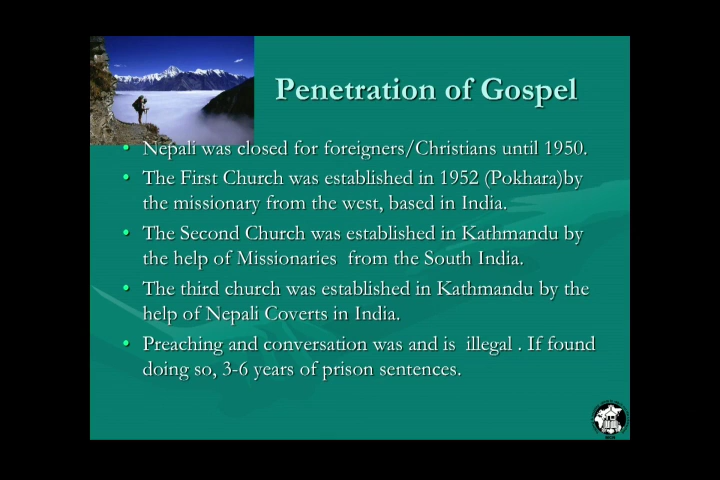 Penetration of Gospel
• Nepali was closed for foreigners/Christians until 1950.
• The First Church was established in 1952 (Pokhara)by
the missionary from the west, based in India.
• The Second Church was established in Kathmandu by
the help of Missionaries from the South India.
• The third church was established in Kathmandu by the
help of Nepali Coverts in India.
• Preaching and conversation was and is illegal . If found
doing so, 3-6 years of prison sentences.